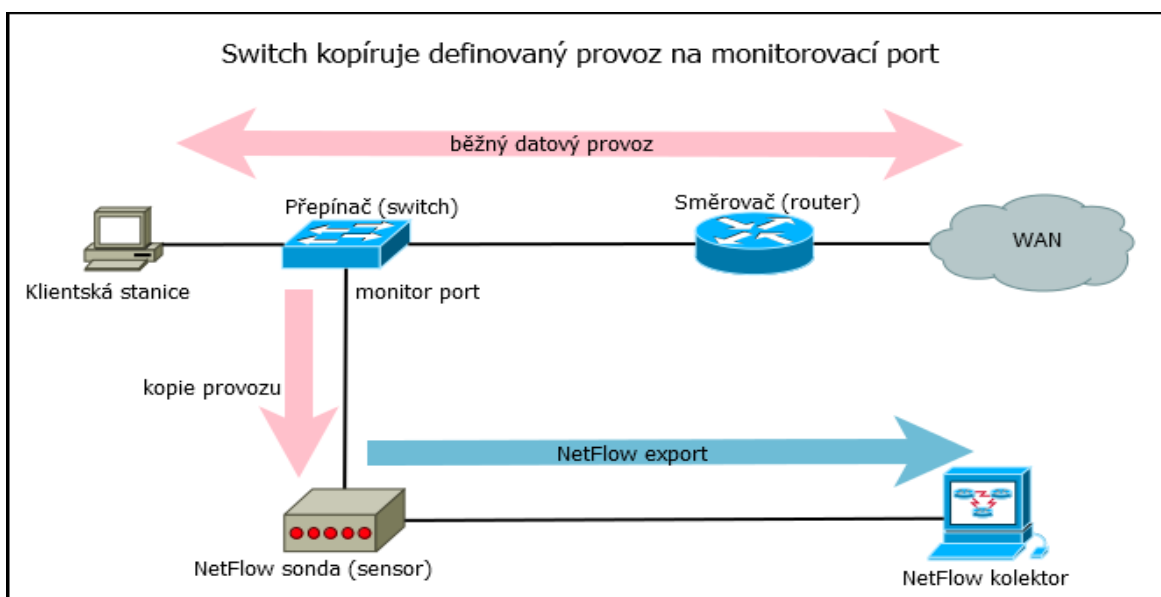 Switch kopíruje definovaný provoz na monitorovací port
běžný datový provoz
Přepínač (switch)
Směrovač (router)
WAN
Klientská stanice
monitor port
kopie provozu
NetFlow export
NetFlow sonda (sensor)
NetFlow kolektor